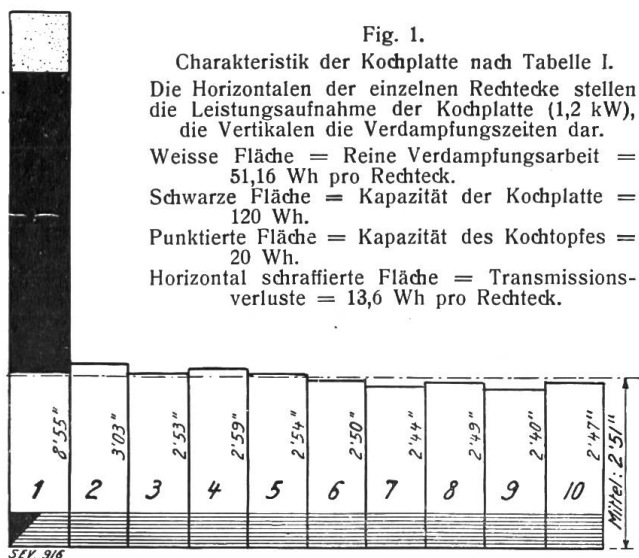 Fig. 1.
Charakteristik der Kochplatte nach Tabelle I.
Die Horizontalen der einzelnen Rechtecke stellen
die Leistungsaufnahme der Kochplatte (1,2 kW),
die Vertikalen die Verdampfungszeiten dar.
Weisse Fläche = Reine Verdampfungsarbeit =
51,16 Wh pro Rechteck.
Schwarze Fläche = Kapazität der Kochplatte =
120 Wh.
Punktierte Fläche = Kapazität des Kochtopfes =
20 Wh.
Horizontal schraffierte Fläche = Transmissions-
verluste = 13,6 Wh pro Rechteck.
8'55" 3'03" 2'53" 2'59" 2'54" 2'50" 2'44" 2'49" 2'40" 2'47" Mittel: 2'51"
1 2 3 4 5 6 7 8 9 10
SEV 916